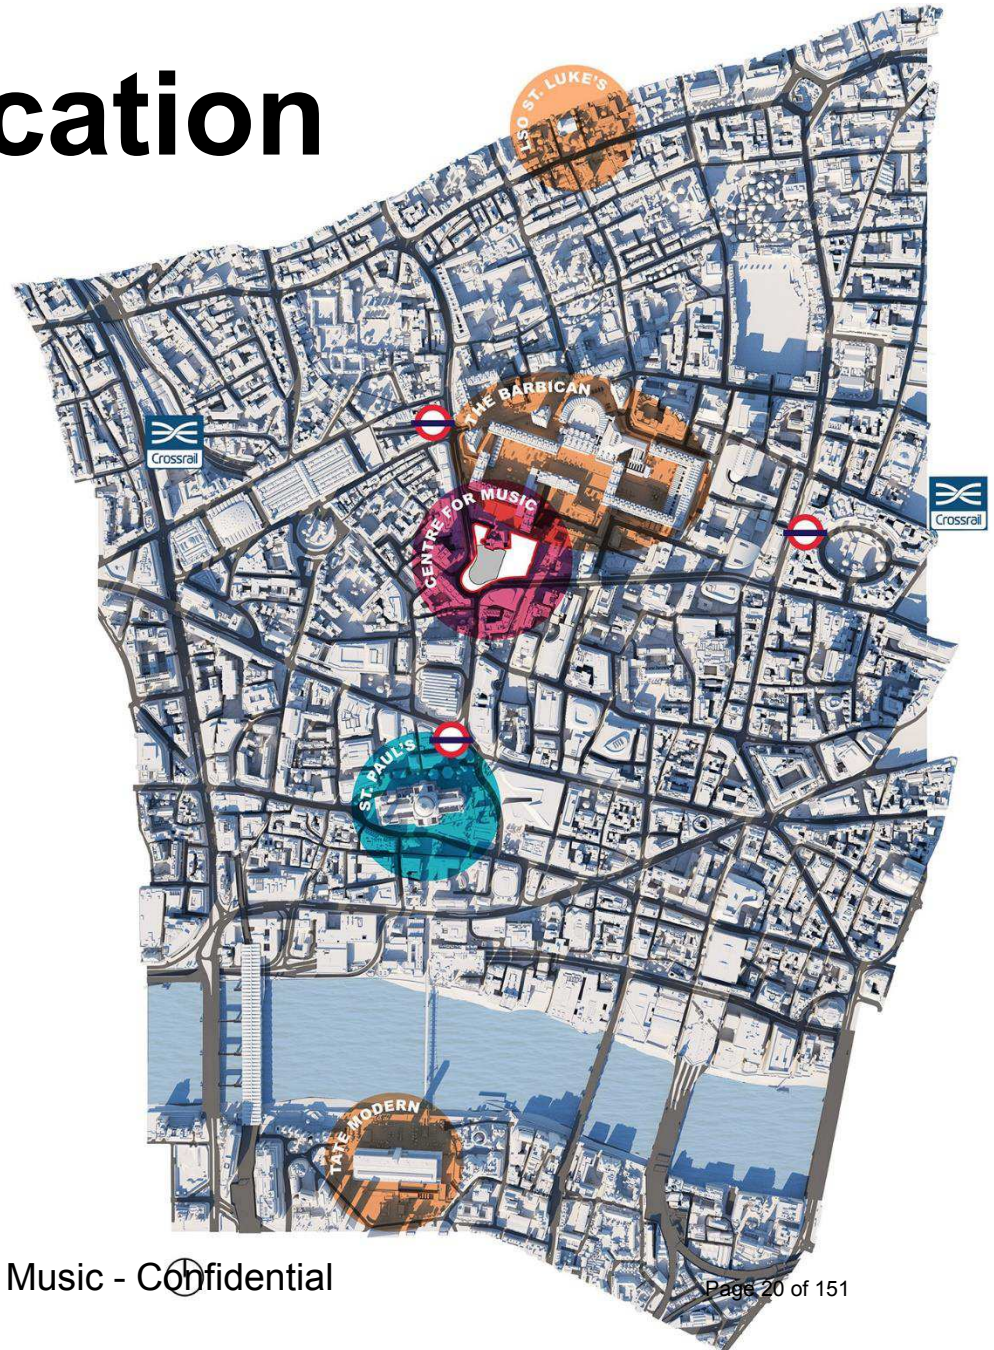 cation
LSO ST. LUKE'S
THE BARBICAN
Crossrail
CENTRE FOR MUSIC
Crossrail
ST. PAUL'S
TATE MODERN
Music - Confidential
Page 20 of 151